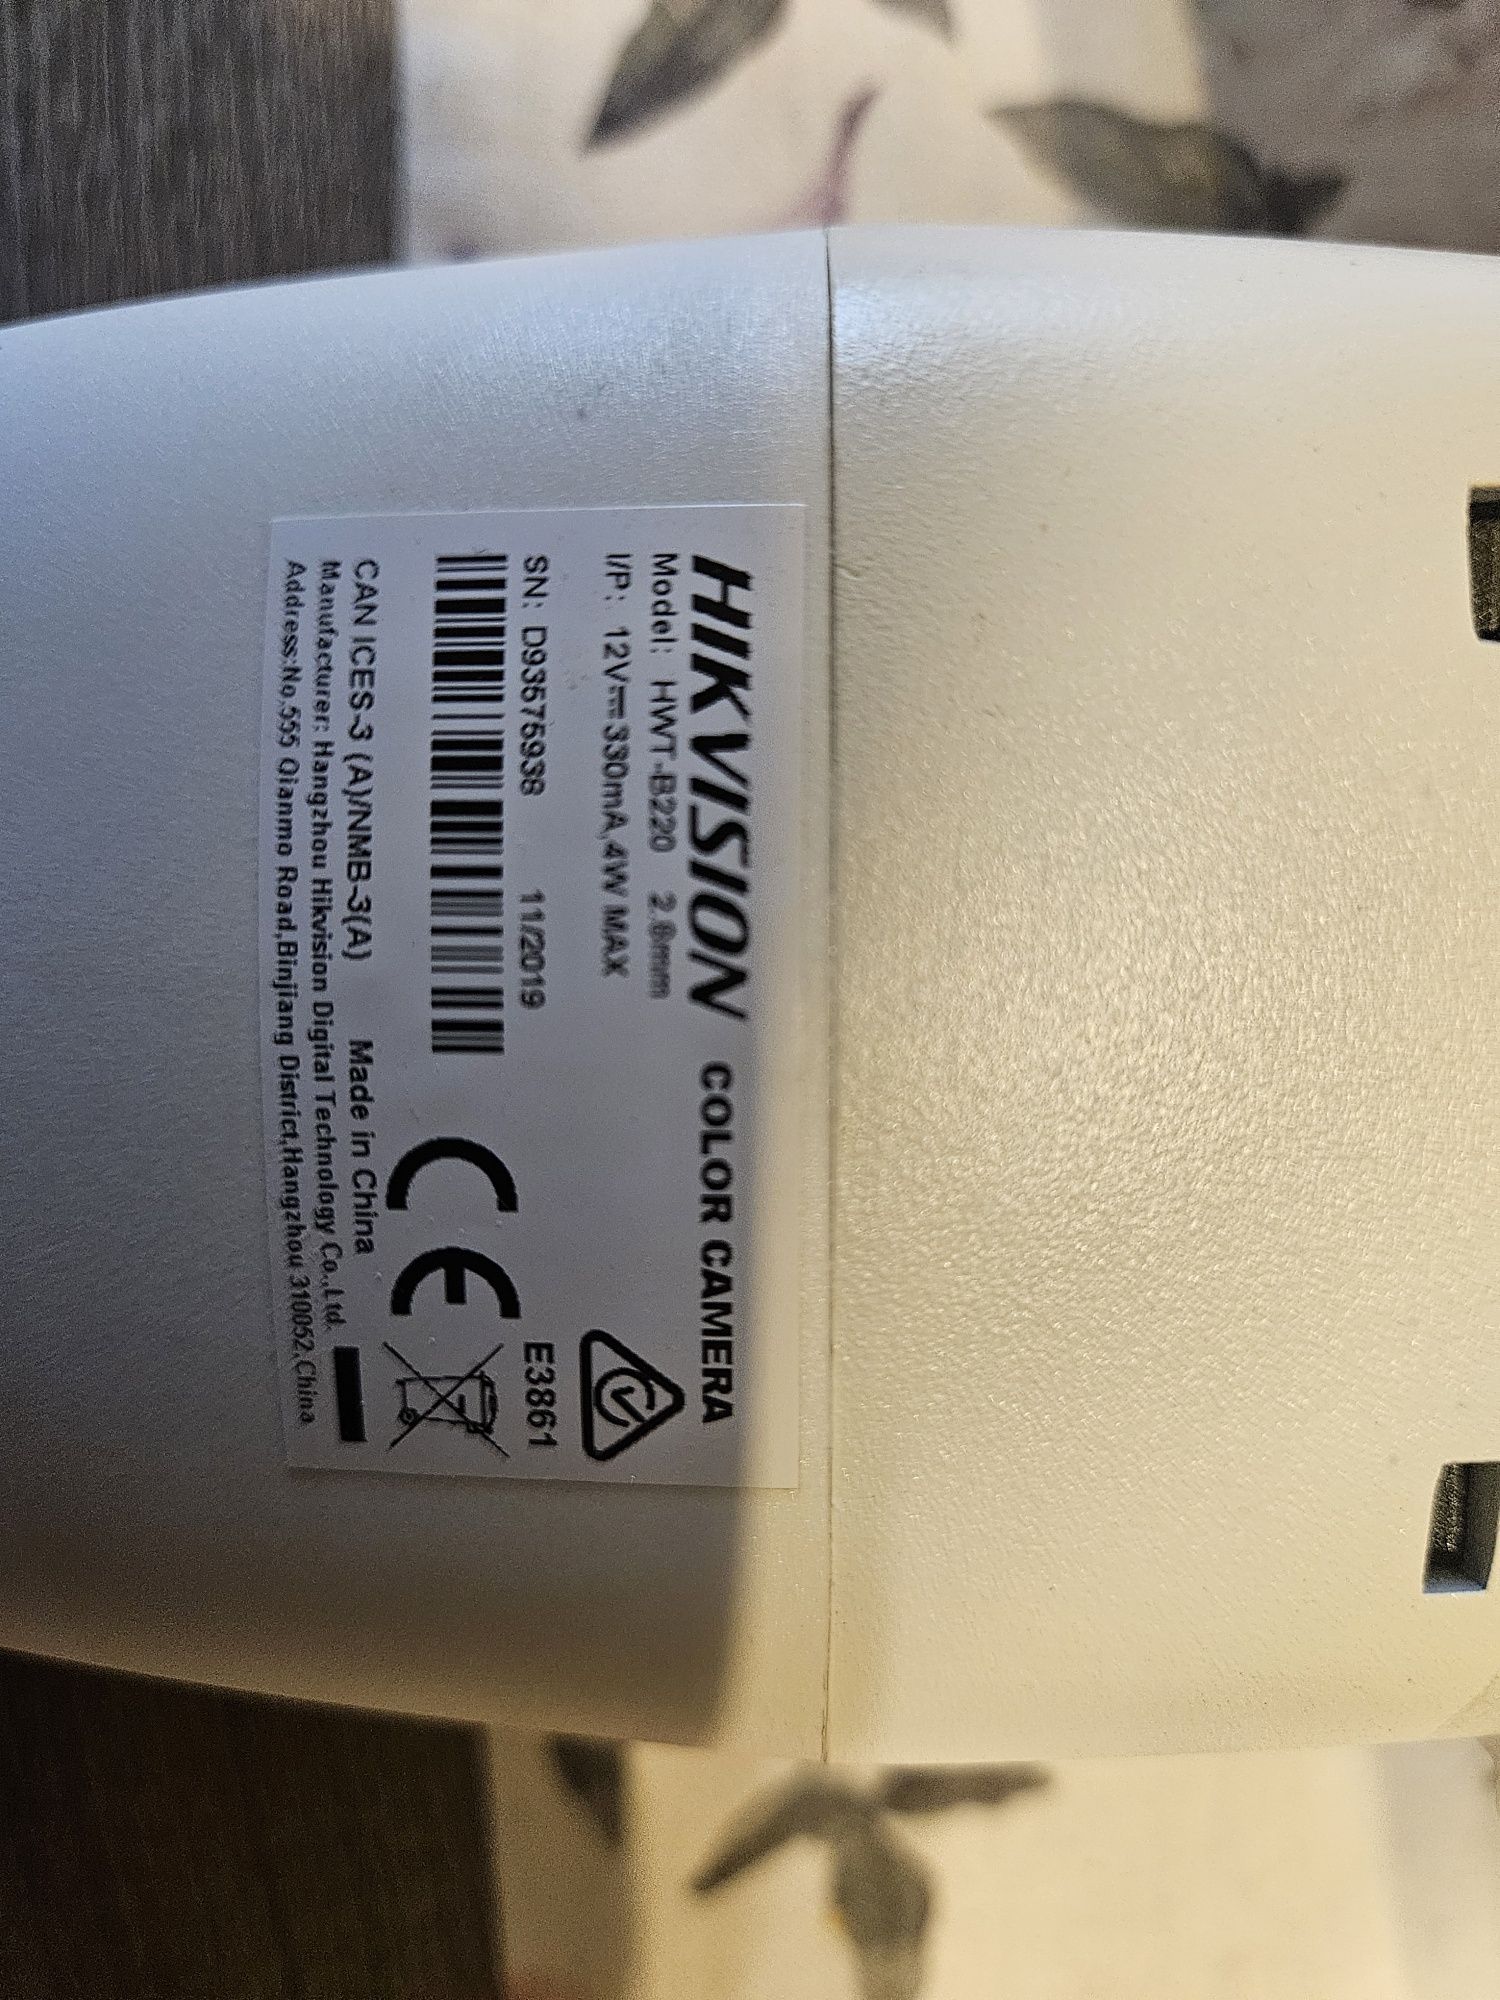 HIKVISION COLOR CAMERA
Model: HWT-B220 2.8mm
I/P: 12V⎓330mA,4W MAX
SN: D93575938 11/2019
E3861
CE
CAN ICES-3 (A)/NMB-3(A) Made in China
Manufacturer: Hangzhou Hikvision Digital Technology Co.,Ltd.
Address:No.555 Qianmo Road,Binjiang District,Hangzhou 310052,China